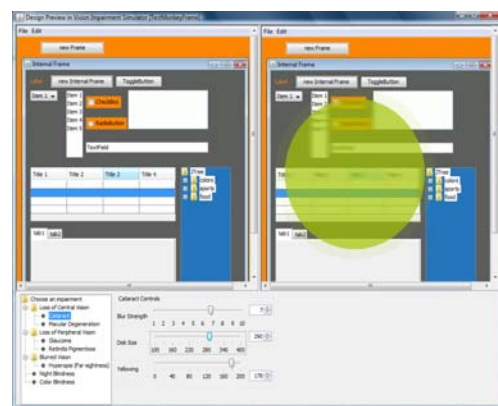 Design Preview in Vision Impairment Simulator [TestMonkeyFrame]
File Edit
new Frame
Internal Frame
Label new Internal Frame ToggleButton
Item 1
Item 1
Item 2
Item 3
Item 4
Item 5
CheckBox
RadioButton
TextField
Title 1 Title 2 Title 3 Title 4
JTree
colors
sports
food
tab1 tab2
File Edit
new Frame
Internal Frame
new Internal Frame ToggleButton
Item 1
JTree
colors
sports
food
tab1 tab2
Choose an impairment
Loss of Central Vision
Cataract
Macular Degeneration
Loss of Peripheral Vision
Glaucoma
Retinitis Pigmentosa
Blurred Vision
Hyperopia (Far-sightness)
Night Blindness
Color Blindness
Cataract Controls
Blur Strength
1 2 3 4 5 6 7 8 9 10
7
Disk Size
100 160 220 280 340 400
290
Yellowing
0 40 80 120 160 200
178